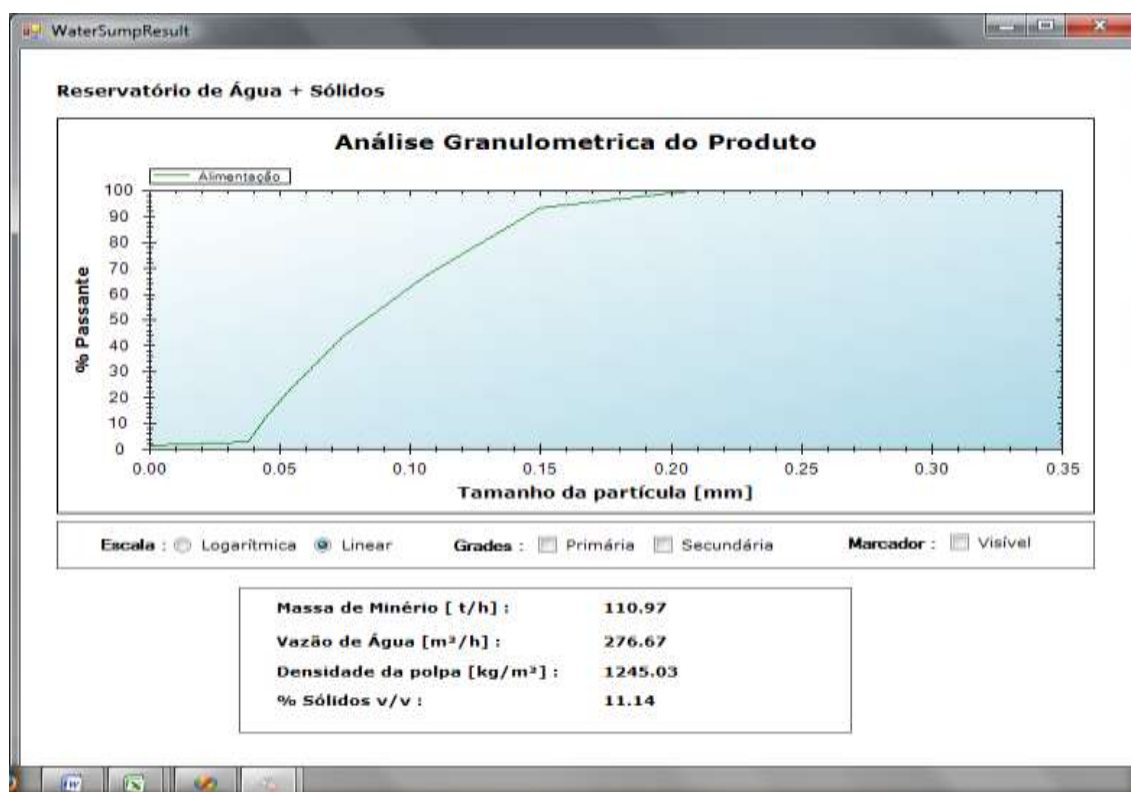 WaterSumpResult
Reservatório de Água + Sólidos
Análise Granulometrica do Produto
Alimentação
100
90
80
70
60
50
40
30
20
10
0
% Passante
0.00 0.05 0.10 0.15 0.20 0.25 0.30 0.35
Tamanho da partícula [mm]
Escala : Logarítmica Linear Grades : Primária Secundária Marcador : Visível
Massa de Minério [ t/h] : 110.97
Vazão de Água [m³/h] : 276.67
Densidade da polpa [kg/m³] : 1245.03
% Sólidos v/v : 11.14